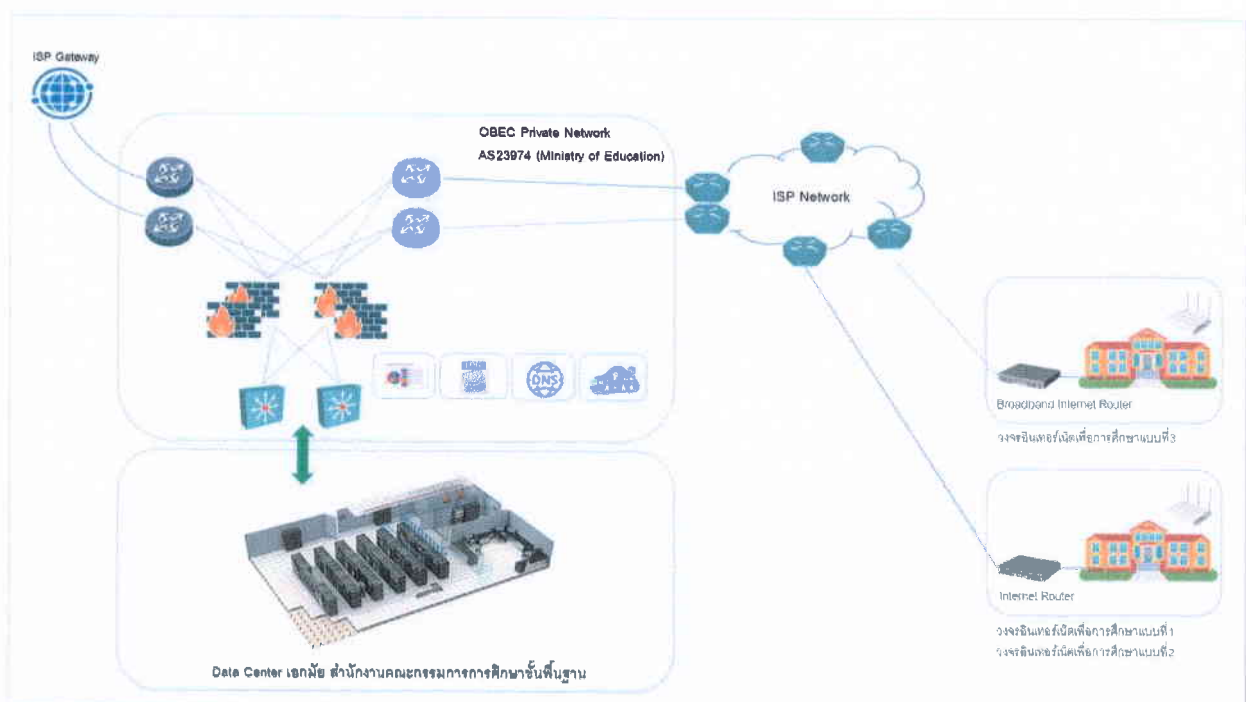 ISP Gateway
OBEC Private Network
AS23974 (Ministry of Education)
ISP Network
DNS
Broadband Internet Router
วงจรอินเทอร์เน็ตเพื่อการศึกษาแบบที่3
Internet Router
วงจรอินเทอร์เน็ตเพื่อการศึกษาแบบที่1
วงจรอินเทอร์เน็ตเพื่อการศึกษาแบบที่2
Data Center เอกมัย สำนักงานคณะกรรมการการศึกษาขั้นพื้นฐาน